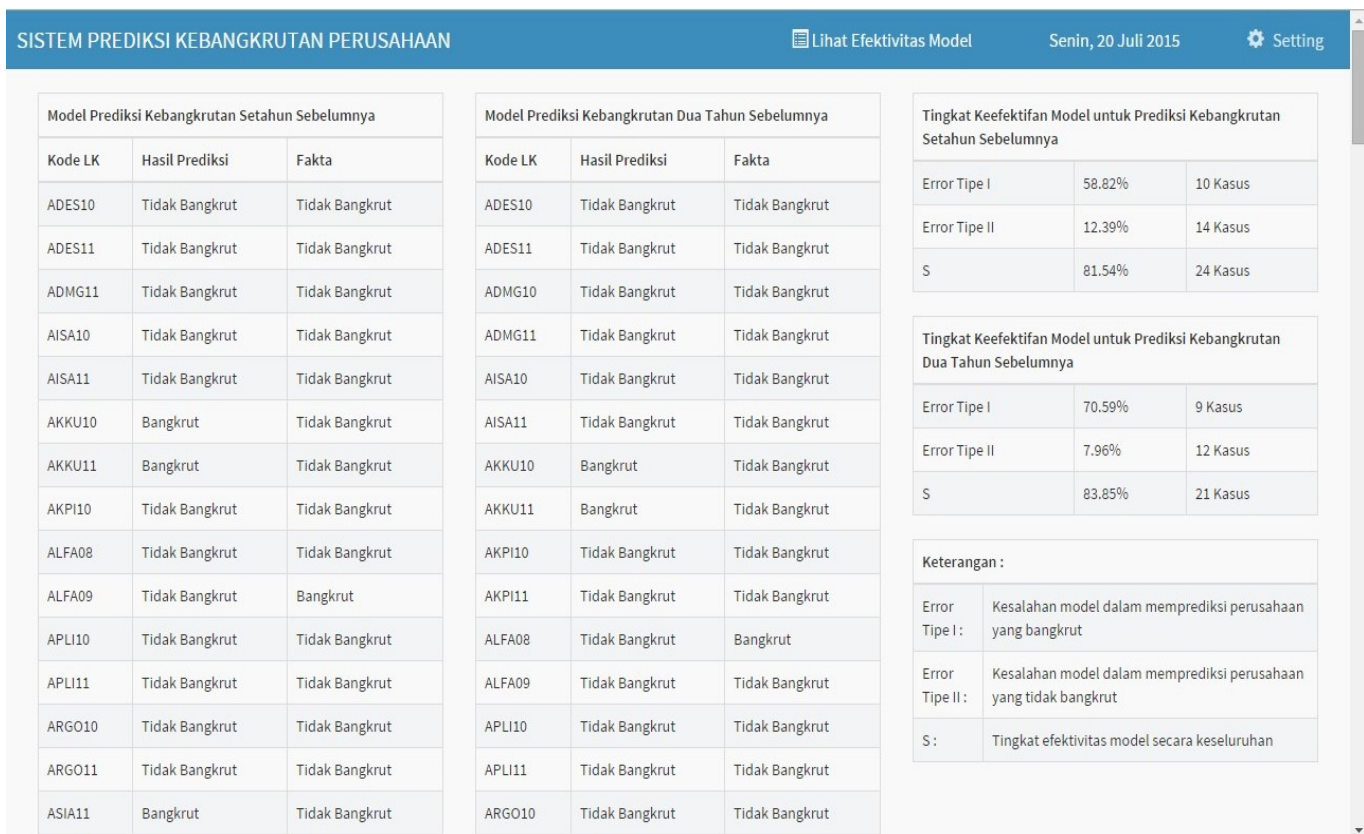 SISTEM PREDIKSI KEBANGKRUTAN PERUSAHAAN Lihat Efektivitas Model Senin, 20 Juli 2015 Setting
Model Prediksi Kebangkrutan Setahun Sebelumnya
Kode LK Hasil Prediksi Fakta
ADES10 Tidak Bangkrut Tidak Bangkrut
ADES11 Tidak Bangkrut Tidak Bangkrut
ADMG11 Tidak Bangkrut Tidak Bangkrut
AISA10 Tidak Bangkrut Tidak Bangkrut
AISA11 Tidak Bangkrut Tidak Bangkrut
AKKU10 Bangkrut Tidak Bangkrut
AKKU11 Bangkrut Tidak Bangkrut
AKPI10 Tidak Bangkrut Tidak Bangkrut
ALFA08 Tidak Bangkrut Tidak Bangkrut
ALFA09 Tidak Bangkrut Bangkrut
APLI10 Tidak Bangkrut Tidak Bangkrut
APLI11 Tidak Bangkrut Tidak Bangkrut
ARGO10 Tidak Bangkrut Tidak Bangkrut
ARGO11 Tidak Bangkrut Tidak Bangkrut
ASIA11 Bangkrut Tidak Bangkrut
Model Prediksi Kebangkrutan Dua Tahun Sebelumnya
Kode LK Hasil Prediksi Fakta
ADES10 Tidak Bangkrut Tidak Bangkrut
ADES11 Tidak Bangkrut Tidak Bangkrut
ADMG10 Tidak Bangkrut Tidak Bangkrut
ADMG11 Tidak Bangkrut Tidak Bangkrut
AISA10 Tidak Bangkrut Tidak Bangkrut
AISA11 Tidak Bangkrut Tidak Bangkrut
AKKU10 Bangkrut Tidak Bangkrut
AKKU11 Bangkrut Tidak Bangkrut
AKPI10 Tidak Bangkrut Tidak Bangkrut
AKPI11 Tidak Bangkrut Tidak Bangkrut
ALFA08 Tidak Bangkrut Bangkrut
ALFA09 Tidak Bangkrut Tidak Bangkrut
APLI10 Tidak Bangkrut Tidak Bangkrut
APLI11 Tidak Bangkrut Tidak Bangkrut
ARGO10 Tidak Bangkrut Tidak Bangkrut
Tingkat Keefektifan Model untuk Prediksi Kebangkrutan
Setahun Sebelumnya
Error Tipe I 58.82% 10 Kasus
Error Tipe II 12.39% 14 Kasus
S 81.54% 24 Kasus
Tingkat Keefektifan Model untuk Prediksi Kebangkrutan
Dua Tahun Sebelumnya
Error Tipe I 70.59% 9 Kasus
Error Tipe II 7.96% 12 Kasus
S 83.85% 21 Kasus
Keterangan :
Error Kesalahan model dalam memprediksi perusahaan
Tipe I : yang bangkrut
Error Kesalahan model dalam memprediksi perusahaan
Tipe II : yang tidak bangkrut
S : Tingkat efektivitas model secara keseluruhan